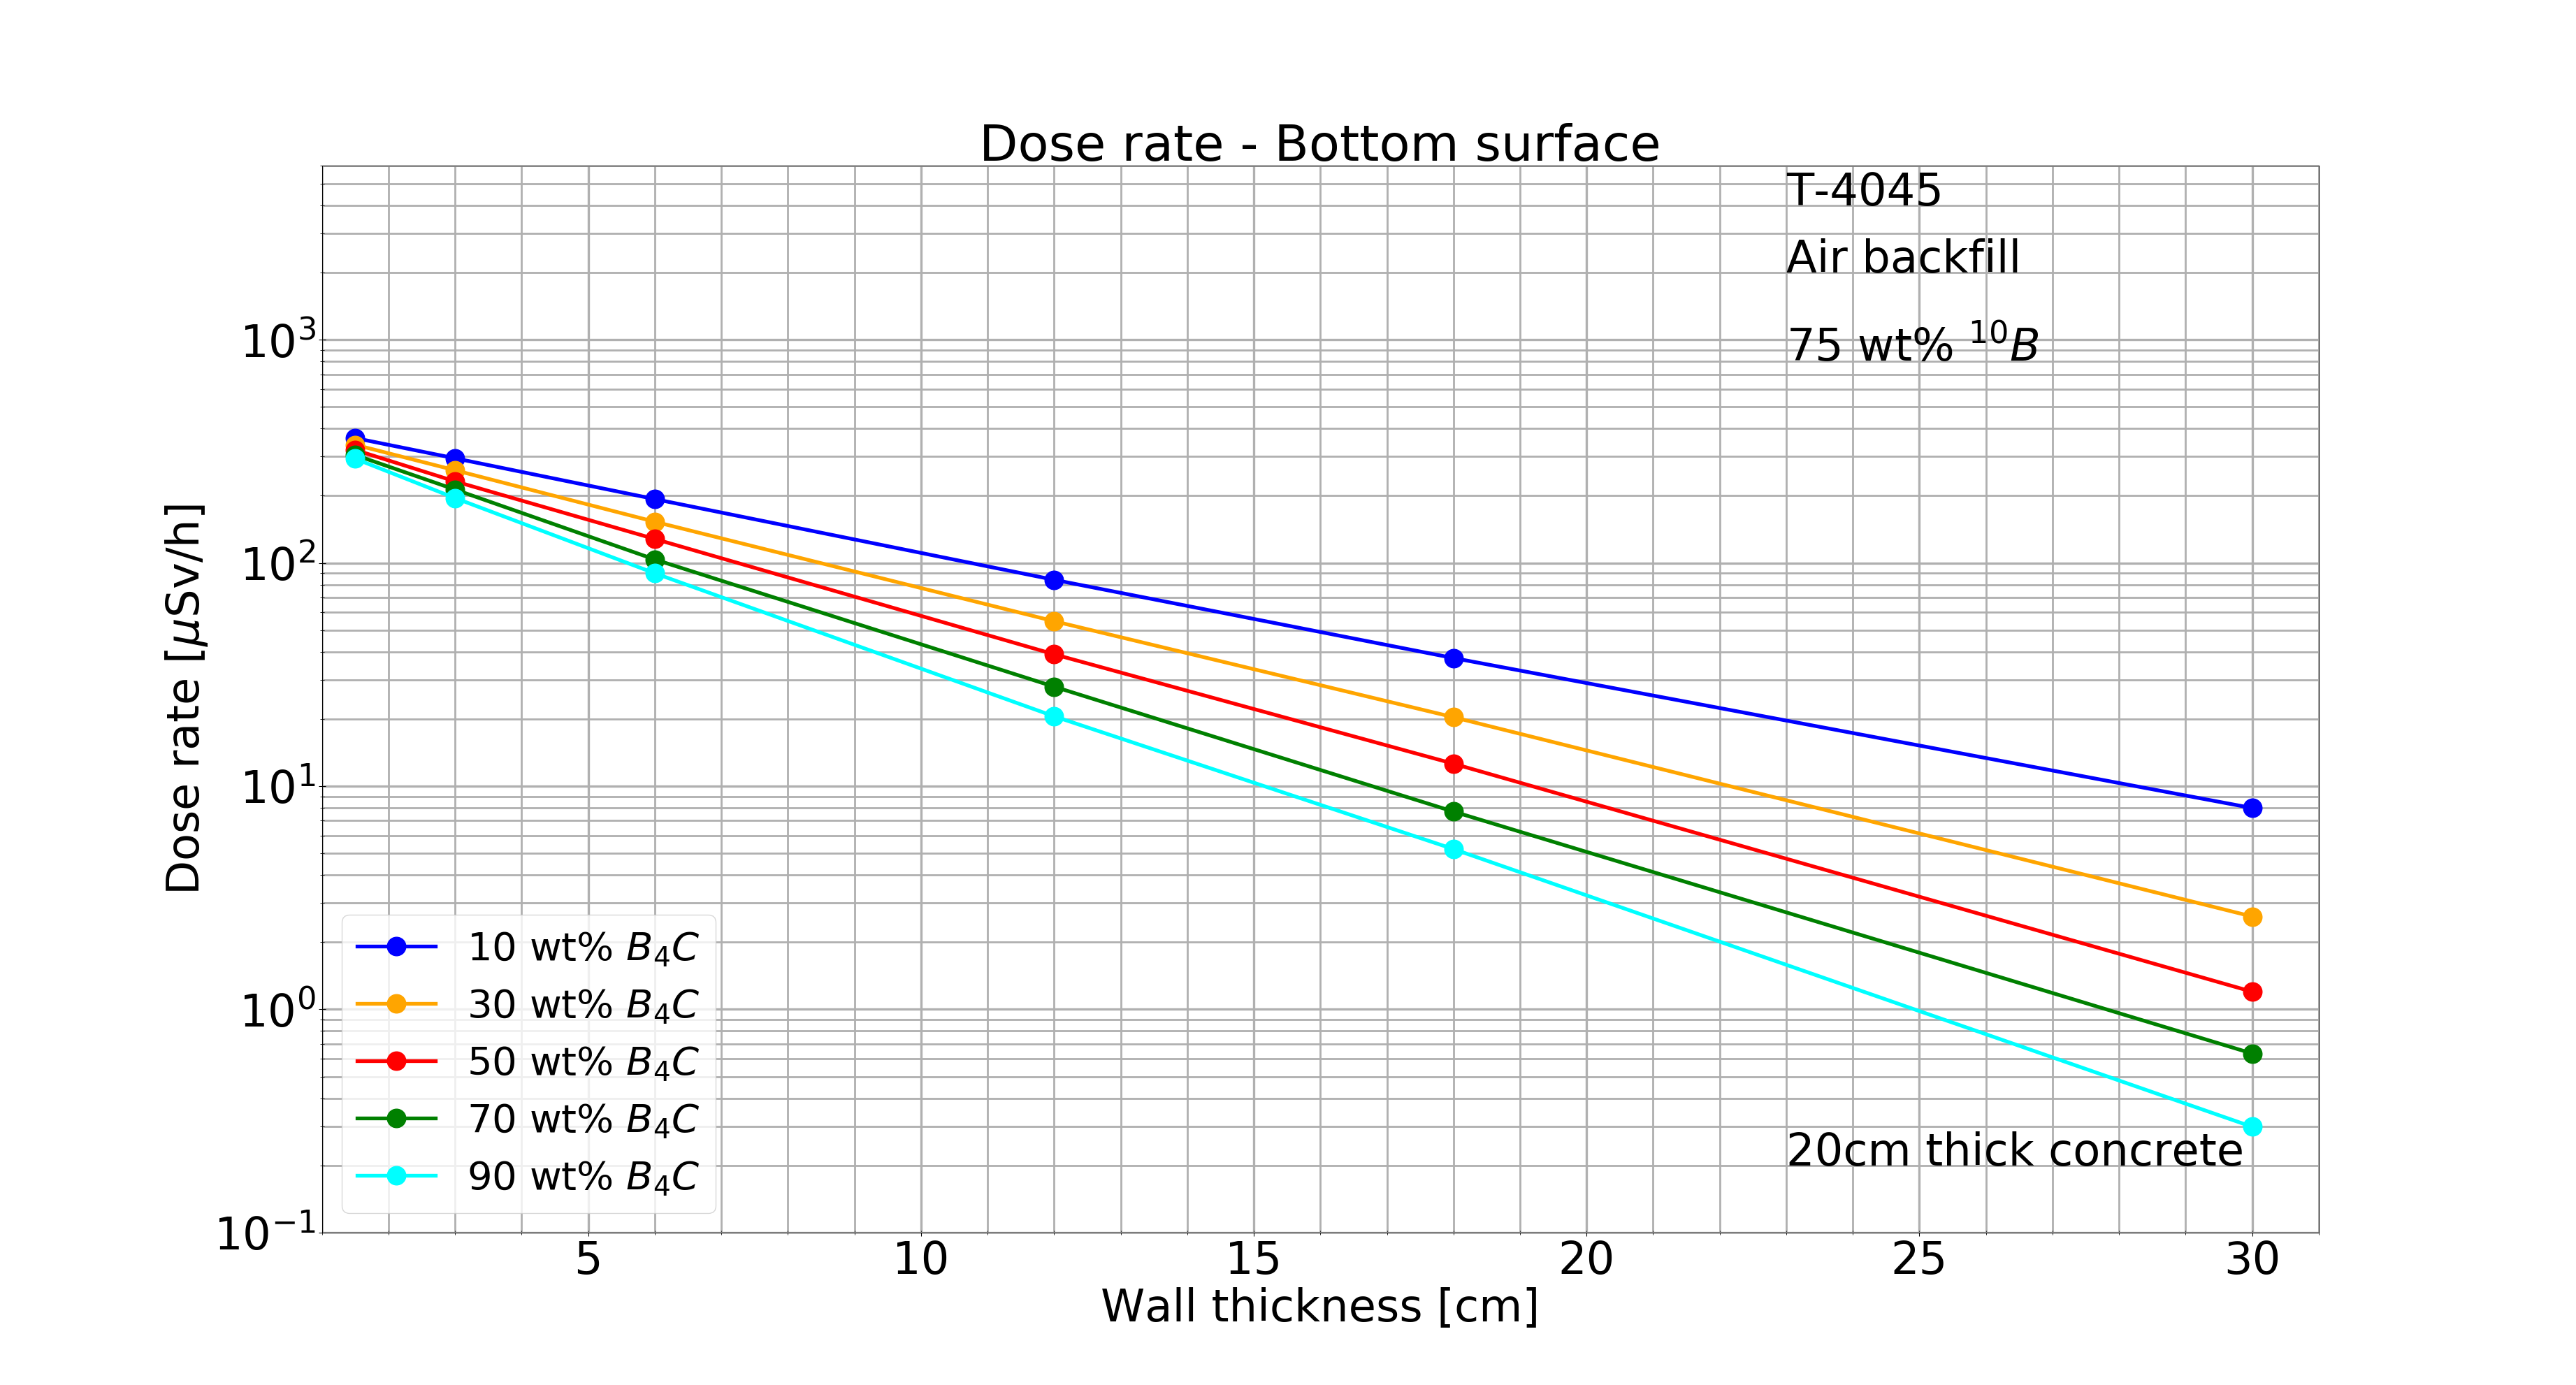 Dose rate - Bottom surface
T-4045
Air backfill
75 wt% ¹⁰B
10³
10²
10¹
10⁰
10⁻¹
Dose rate [μSv/h]
10 wt% B₄C
30 wt% B₄C
50 wt% B₄C
70 wt% B₄C
90 wt% B₄C
20cm thick concrete
5 10 15 20 25 30
Wall thickness [cm]